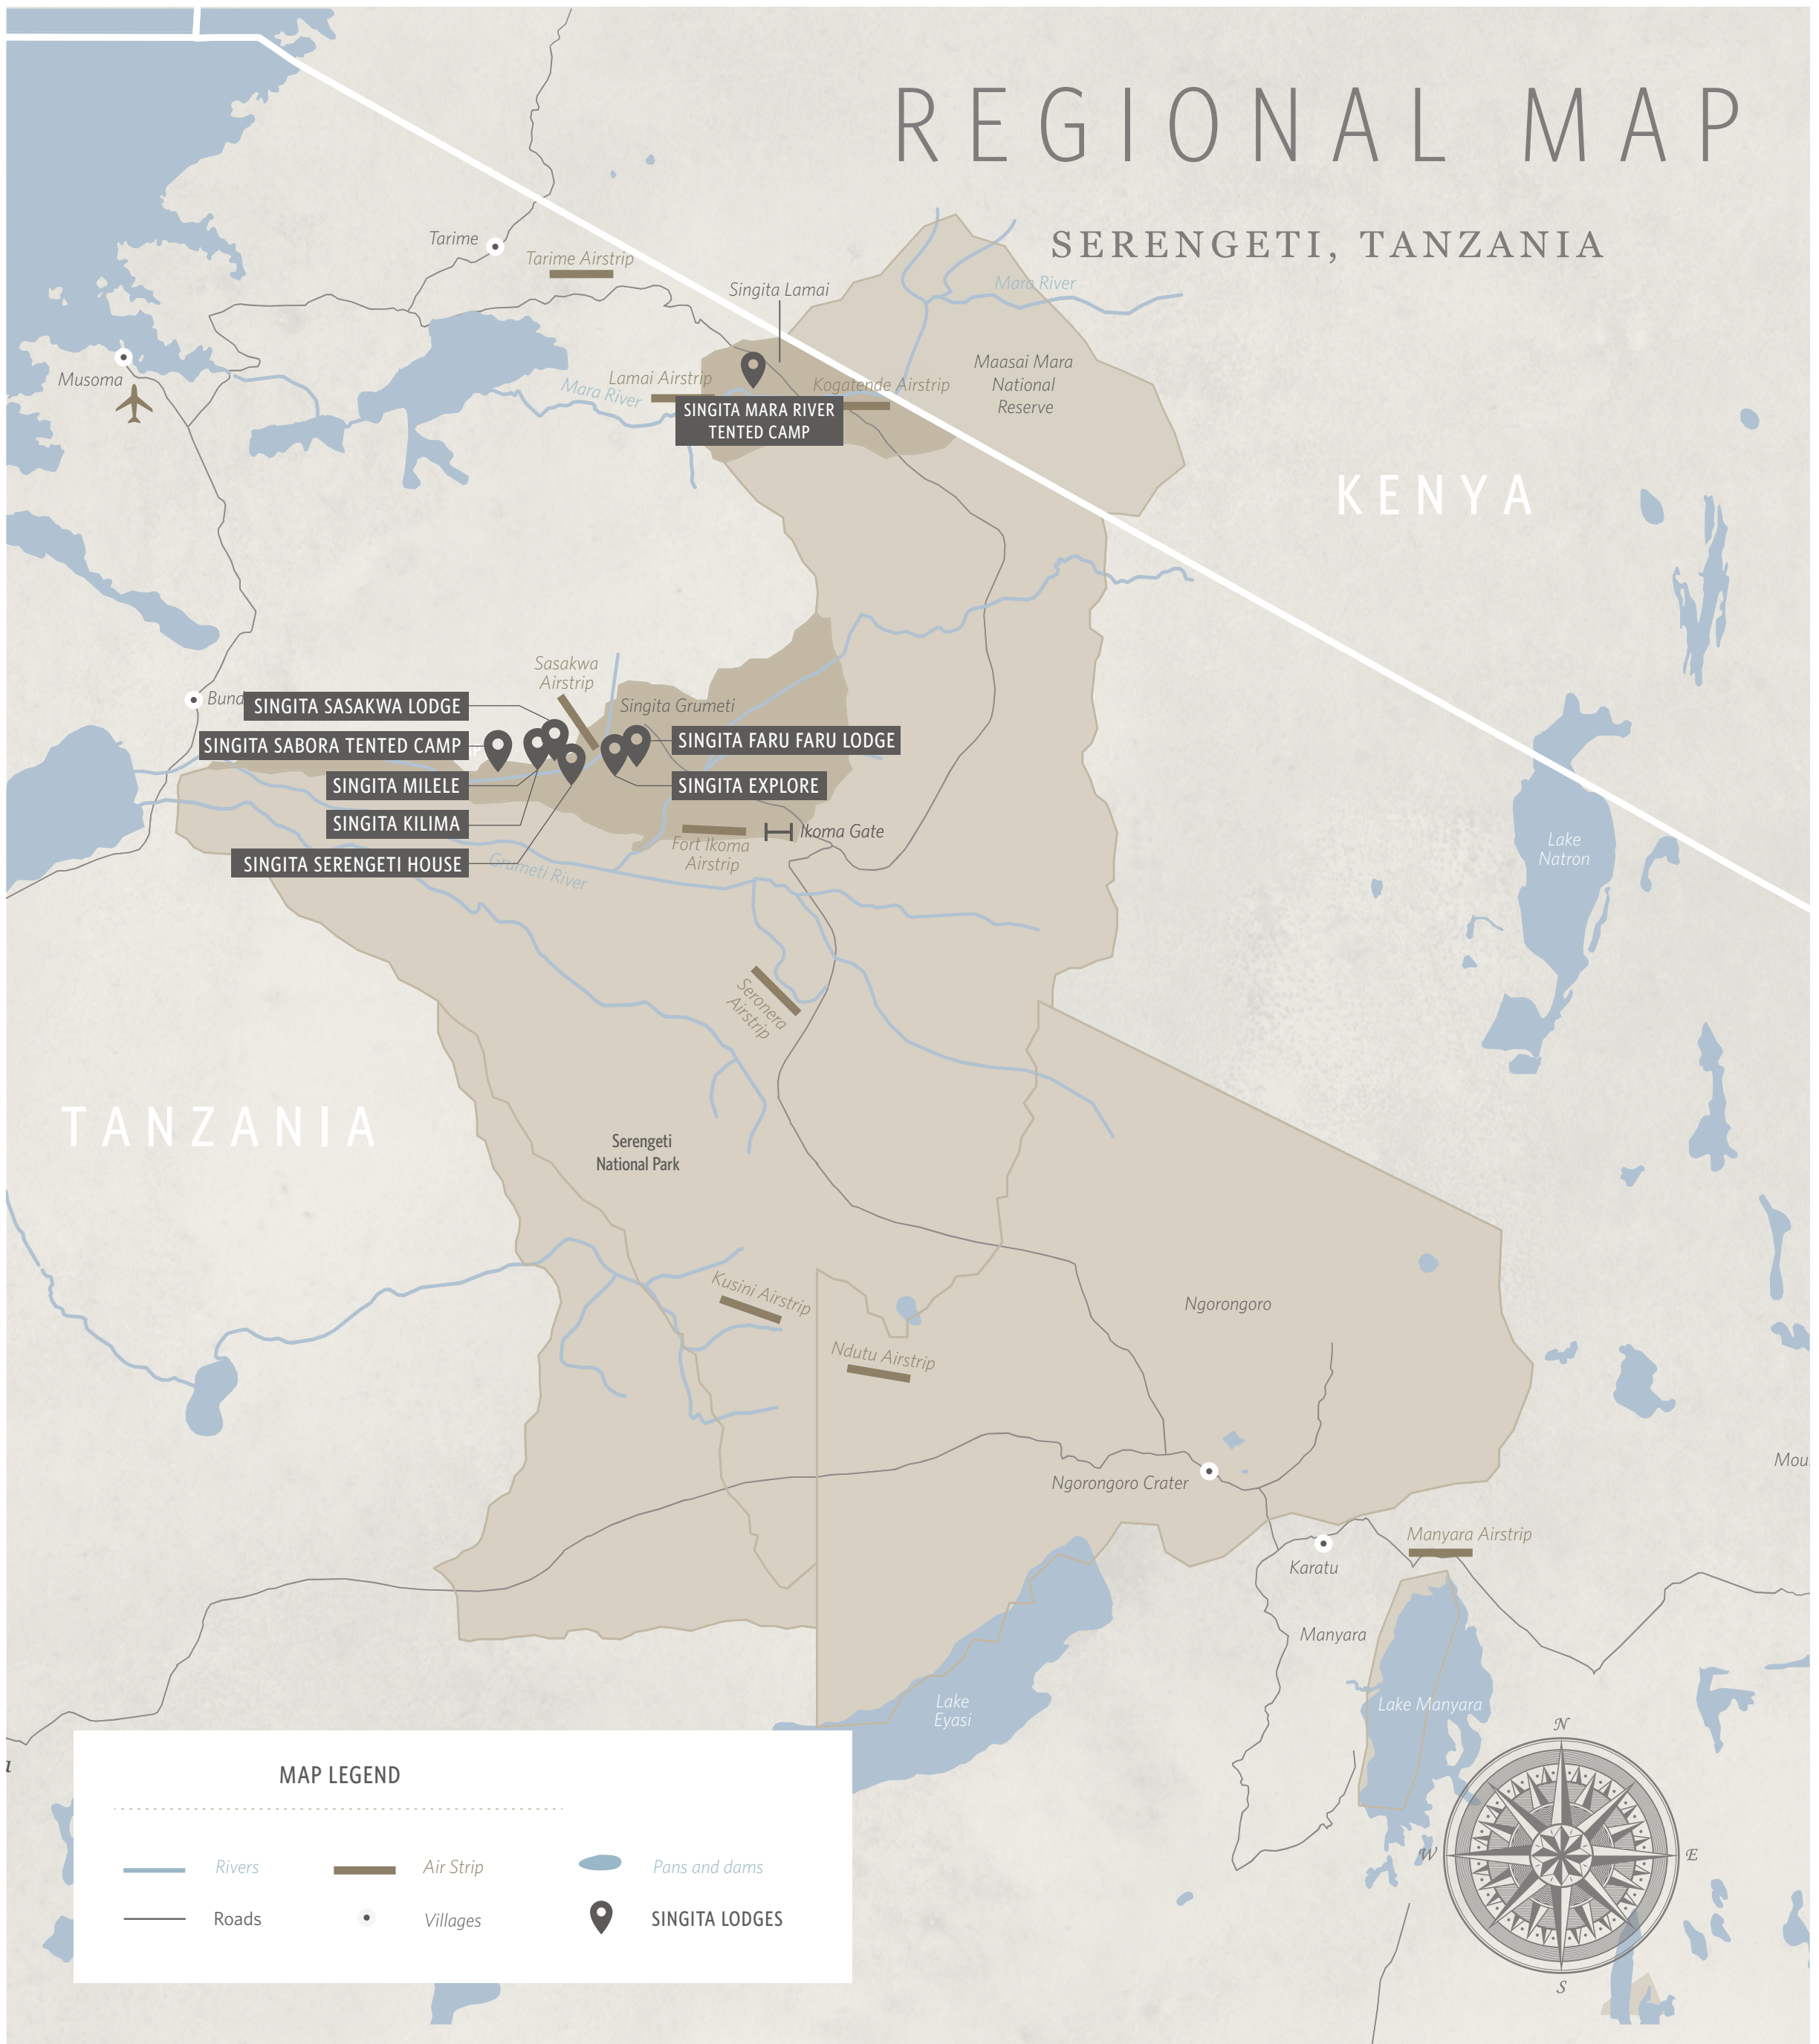 REGIONAL MAP
SERENGETI, TANZANIA
Tarime
Tarime Airstrip
Singita Lamai
Mara River
Musoma
Lamai Airstrip
Mara River
Kogatende Airstrip
Maasai Mara
National
Reserve
SINGITA MARA RIVER
TENTED CAMP
KENYA
Sasakwa
Airstrip
SINGITA SASAKWA LODGE
Singita Grumeti
SINGITA SABORA TENTED CAMP
SINGITA FARU FARU LODGE
SINGITA MILELE
SINGITA EXPLORE
SINGITA KILIMA
Ikoma Gate
Fort Ikoma
Airstrip
SINGITA SERENGETI HOUSE
Grumeti River
Lake
Natron
Seronera
Airstrip
TANZANIA
Serengeti
National Park
Kusini Airstrip
Ngorongoro
Ndutu Airstrip
Ngorongoro Crater
Manyara Airstrip
Karatu
Manyara
Lake
Eyasi
Lake Manyara
N
W
E
S
MAP LEGEND
Rivers
Air Strip
Pans and dams
Roads
Villages
SINGITA LODGES